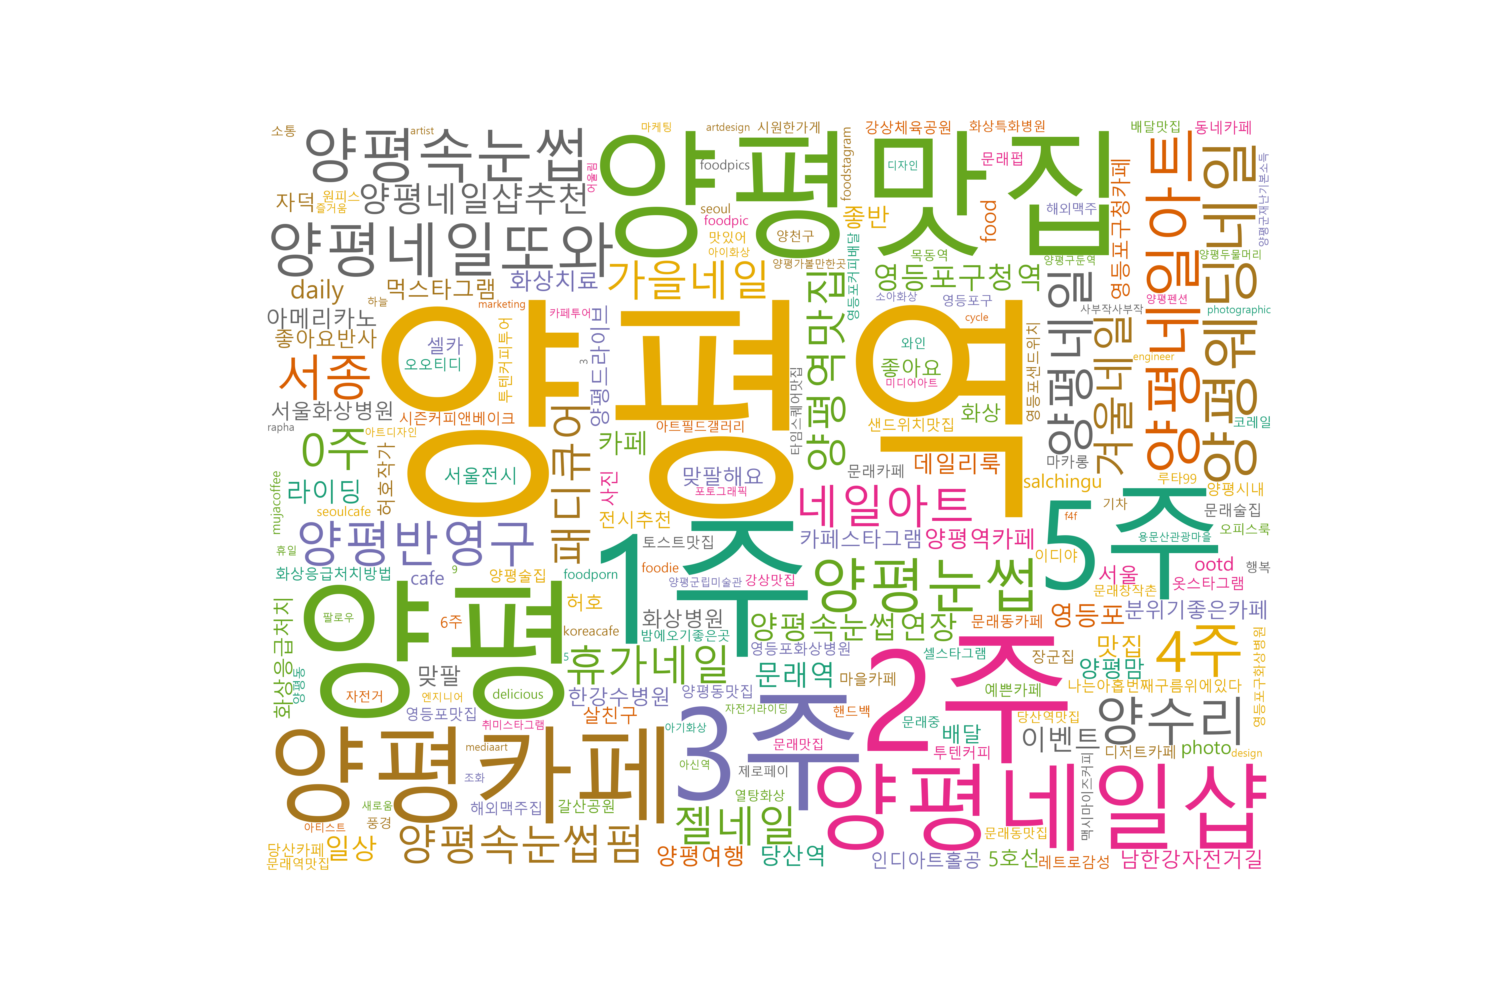 소통
artist
마케팅
artdesign
시원한가게
강상체육공원
화상특화병원
배달맛집
동네카페
양평속눈썹
양평맛집
foodpics
foodstagram
디자인
문래펍
어울림
자덕
원피스
즐거움
양평네일샵추천
seoul
foodpic
좋반
food
해외맥주
영등포구청카페
양평네일아트
양평네일
양평군재난기본소득
양평네일또와
맛있어
아이화상
양천구
양평가볼만한곳
영등포커피배달
목동역
양평구둔역
양평두물머리
daily
하늘
먹스타그램
화상치료
가을네일
영등포구청역
소아화상
영등포구
사부작사부작
양평펜션
photographic
아메리카노
좋아요반사
marketing
카페투어
양평역
양평역맛집
cycle
와인
좋아요
미디어아트
영등포샌드위치
양평네일
겨울네일
engineer
양평웨딩
셀카
오오티디
투텐커피투어
3
양평드라이브
타임스퀘어맛집
서종
서울화상병원
rapha
시즌커피앤베이크
아트디자인
아트필드갤러리
샌드위치맛집
화상
코레일
0주
허호작가
패디큐어
카페
서울전시
맞팔해요
포토그래픽
문래카페
데일리룩
마카롱
salchingu
루타99
mujacoffee
라이딩
seoulcafe
사진
전시추천
네일아트
기차
양평시내
문래술집
f4f
오피스룩
휴일
양평반영구
1주
토스트맛집
카페스타그램
양평역카페
5주
용문산관광마을
화상응급처치방법
cafe
9
양평술집
foodporn
foodie
양평군립미술관
강상맛집
이디야
서울
ootd
행복
문래창작촌
옷스타그램
화상응급처치
양평동
팔로우
양평
6주
허호
koreacafe
화상병원
밤에오기좋은곳
양평눈썹
양평속눈썹연장
문래동카페
영등포
분위기좋은카페
5
휴가네일
영등포화상병원
셀스타그램
장군집
맛집
4주
영등포구화상병원
자전거
엔지니어
맞팔
delicious
한강수병원
양평동맛집
문래역
마을카페
2주
예쁜카페
양평맘
나는아홉번째구름위에있다
영등포맛집
취미스타그램
살친구
아기화상
자전거라이딩
핸드백
문래중
당산역맛집
양수리
양평카페
mediaart
아신역
3주
문래맛집
배달
투텐커피
이벤트
디저트카페
photo
design
조화
제로페이
맥시마이즈커피
새로움
풍경
해외맥주집
갈산공원
열탕화상
양평네일샵
아티스트
젤네일
문래동맛집
당산카페
문래역맛집
일상
양평속눈썹펌
양평여행
당산역
인디아트홀공
5호선
레트로감성
남한강자전거길